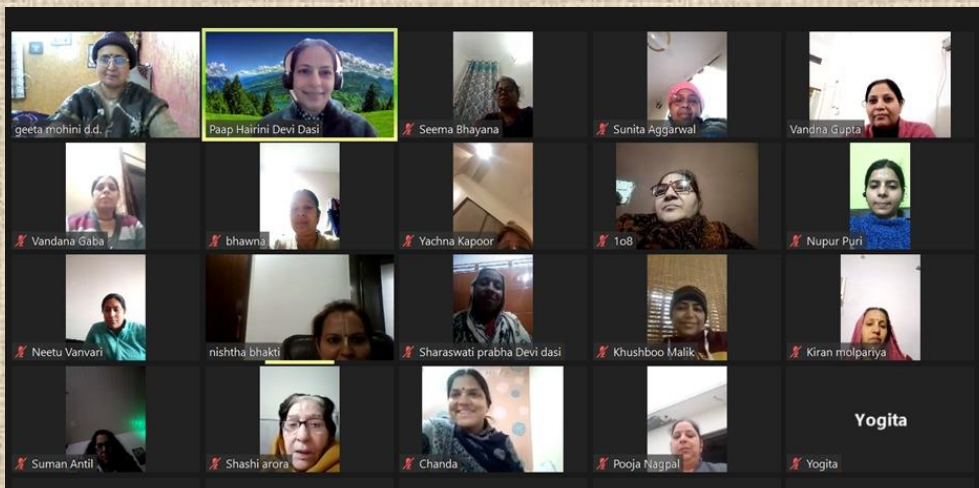 geeta mohini d.d.
Paap Hairini Devi Dasi
Seema Bhayana
Sunita Aggarwal
Vandna Gupta
Vandana Gaba
bhawna
Yachna Kapoor
1o8
Nupur Puri
Neetu Vanvari
nishtha bhakti
Sharaswati prabha Devi dasi
Khushboo Malik
Kiran molpariya
Suman Antil
Shashi arora
Chanda
Pooja Nagpal
Yogita
Yogita